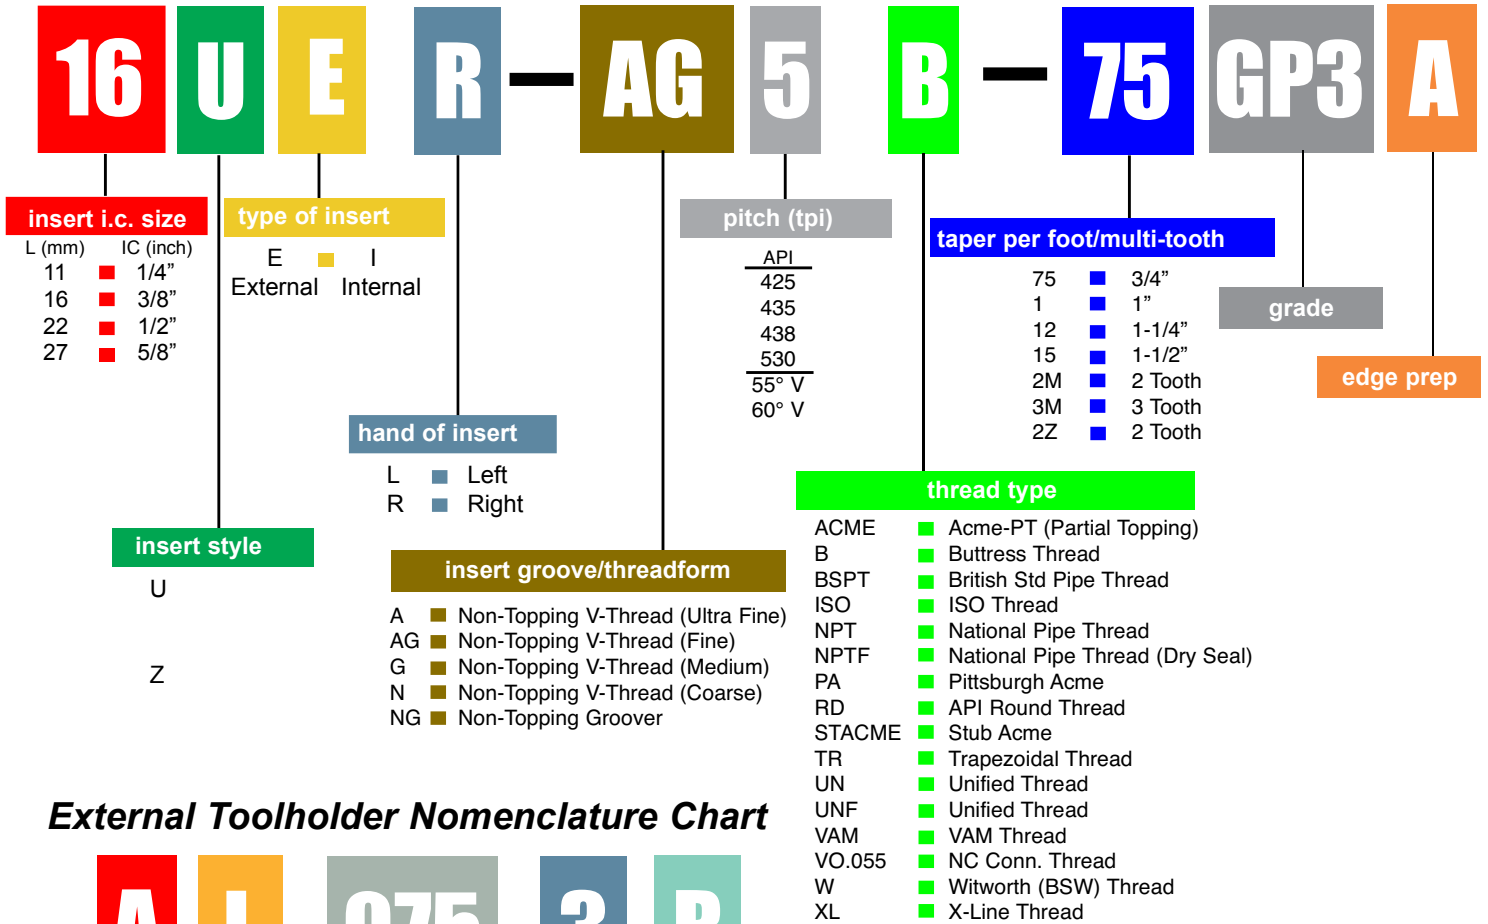 16 U E R – AG 5 B – 75 GP3 A
insert i.c. size
L (mm) IC (inch)
11 1/4”
16 3/8”
22 1/2”
27 5/8”
type of insert
E I
External Internal
pitch (tpi)
API
425
435
438
530
55° V
60° V
taper per foot/multi-tooth
75 3/4”
1 1”
12 1-1/4”
15 1-1/2”
2M 2 Tooth
3M 3 Tooth
2Z 2 Tooth
grade
edge prep
hand of insert
L Left
R Right
insert style
U
Z
insert groove/threadform
A Non-Topping V-Thread (Ultra Fine)
AG Non-Topping V-Thread (Fine)
G Non-Topping V-Thread (Medium)
N Non-Topping V-Thread (Coarse)
NG Non-Topping Groover
thread type
ACME Acme-PT (Partial Topping)
B Buttress Thread
BSPT British Std Pipe Thread
ISO ISO Thread
NPT National Pipe Thread
NPTF National Pipe Thread (Dry Seal)
PA Pittsburgh Acme
RD API Round Thread
STACME Stub Acme
TR Trapezoidal Thread
UN Unified Thread
UNF Unified Thread
VAM VAM Thread
VO.055 NC Conn. Thread
W Witworth (BSW) Thread
XL X-Line Thread
External Toolholder Nomenclature Chart
A 075 3